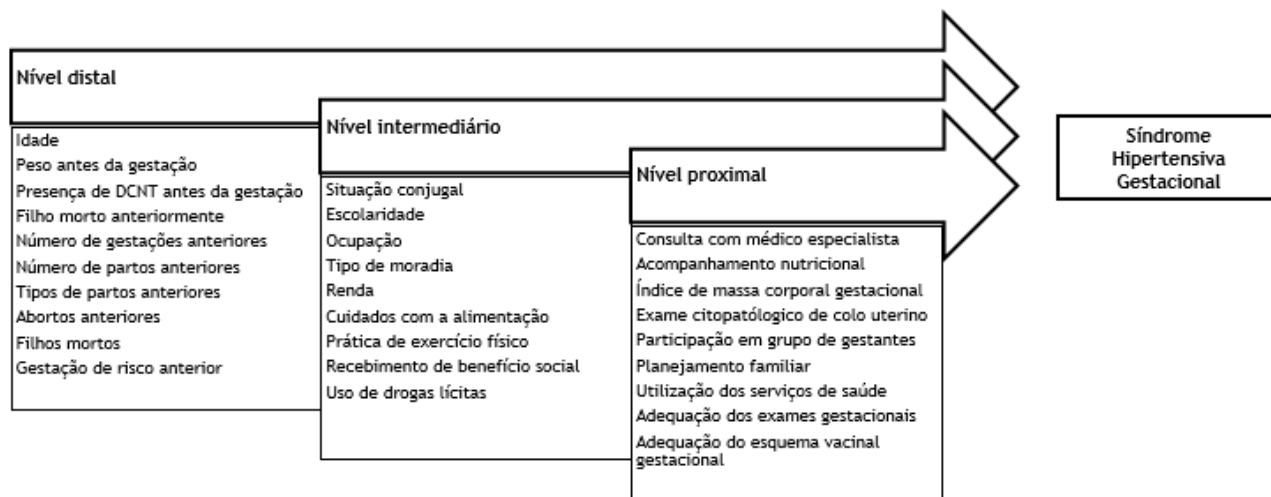 Nível distal
Idade
Peso antes da gestação
Presença de DCNT antes da gestação
Filho morto anteriormente
Número de gestações anteriores
Número de partos anteriores
Tipos de partos anteriores
Abortos anteriores
Filhos mortos
Gestação de risco anterior
Nível intermediário
Situação conjugal
Escolaridade
Ocupação
Tipo de moradia
Renda
Cuidados com a alimentação
Prática de exercício físico
Recebimento de benefício social
Uso de drogas lícitas
Nível proximal
Consulta com médico especialista
Acompanhamento nutricional
Índice de massa corporal gestacional
Exame citopatólogico de colo uterino
Participação em grupo de gestantes
Planejamento familiar
Utilização dos serviços de saúde
Adequação dos exames gestacionais
Adequação do esquema vacinal
gestacional
Síndrome
Hipertensiva
Gestacional